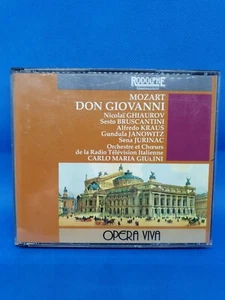 RODOLPHE
MOZART
DON GIOVANNI
Nicolaï GHIAUROV
Sesto BRUSCANTINI
Alfredo KRAUS
Gundula JANOWITZ
Sena JURINAC
Orchestre et Chœurs
de la Radio Télévision Italienne
CARLO MARIA GIULINI
OPERA VIVA